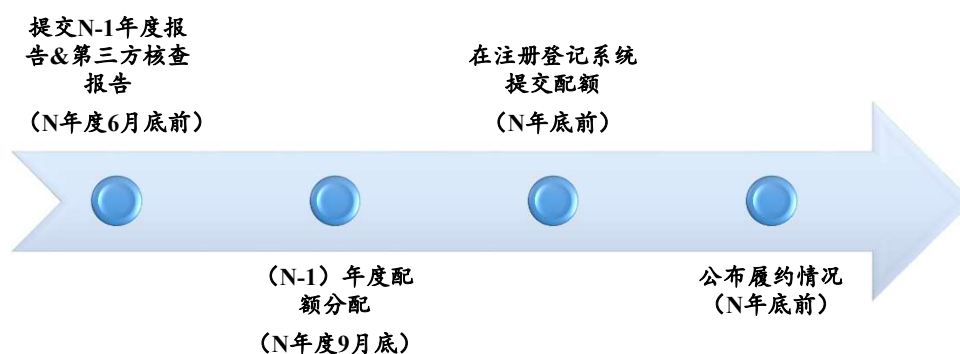 提交N-1年度报
告&第三方核查
报告
（N年度6月底前）
（N-1）年度配
额分配
（N年度9月底）
在注册登记系统
提交配额
（N年底前）
公布履约情况
（N年底前）